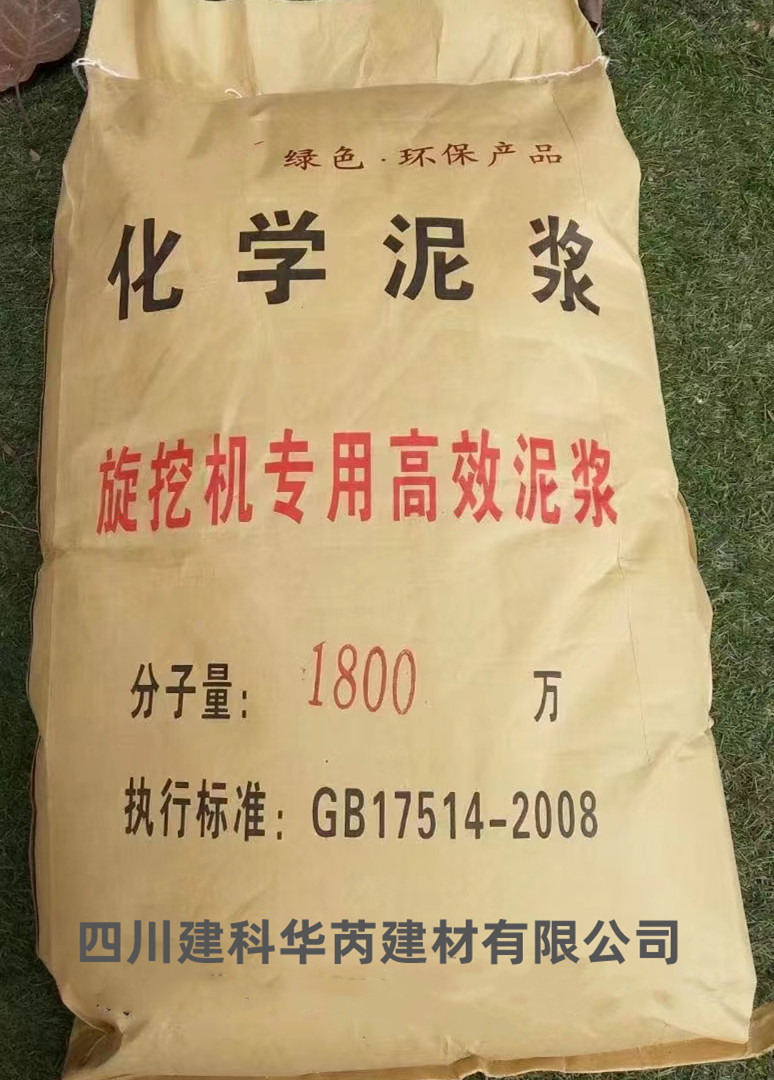 绿色·环保产品
化学泥浆
旋挖机专用高效泥浆
分子量：1800 万
执行标准：GB17514-2008
四川建科华芮建材有限公司